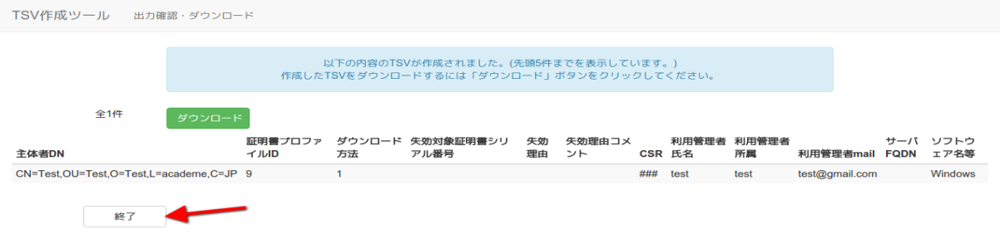 TSV作成ツール 出力確認・ダウンロード
以下の内容のTSVが作成されました。(先頭5件までを表示しています。)
作成したTSVをダウンロードするには「ダウンロード」ボタンをクリックしてください。
全1件 ダウンロード
証明書プロファ ダウンロード 失効対象証明書シリ 失効 失効理由コメ 利用管理者 利用管理者 サーバ ソフトウ
主体者DN イルID 方法 アル番号 理由 ント CSR 氏名 所属 利用管理者mail FQDN ェア名等
CN=Test,OU=Test,O=Test,L=academe,C=JP 9 1 ### test test test@gmail.com Windows
終了